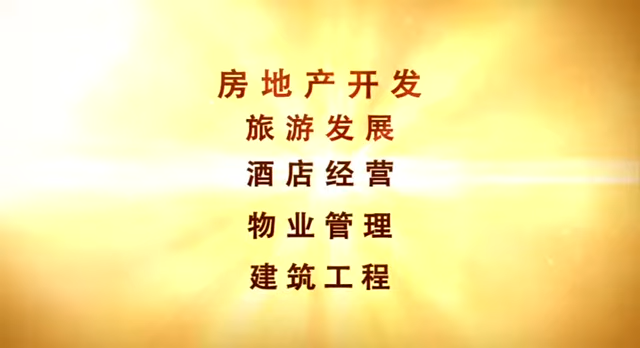 房地产开发
旅游发展
酒店经营
物业管理
建筑工程